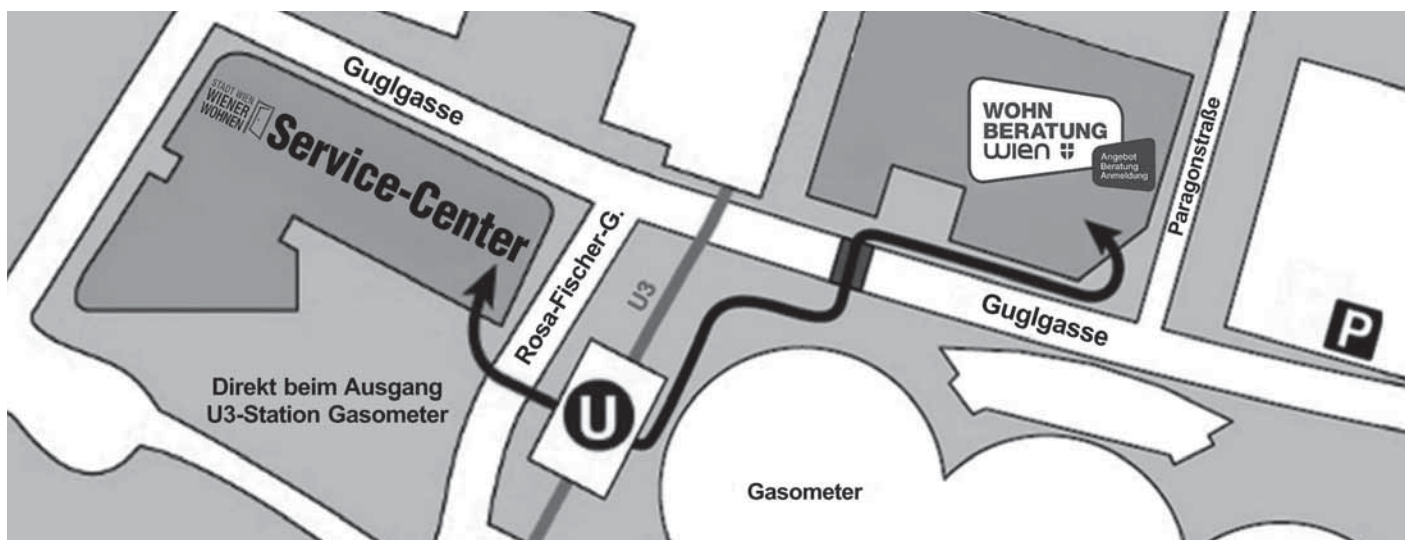 Guglgasse
STADT WIEN
WIENER
WOHNEN
Service-Center
Rosa-Fischer-G.
U3
WOHN
BERATUNG
WIEN
Angebot
Beratung
Anmeldung
Paragonstraße
Guglgasse
P
Direkt beim Ausgang
U3-Station Gasometer
U
Gasometer